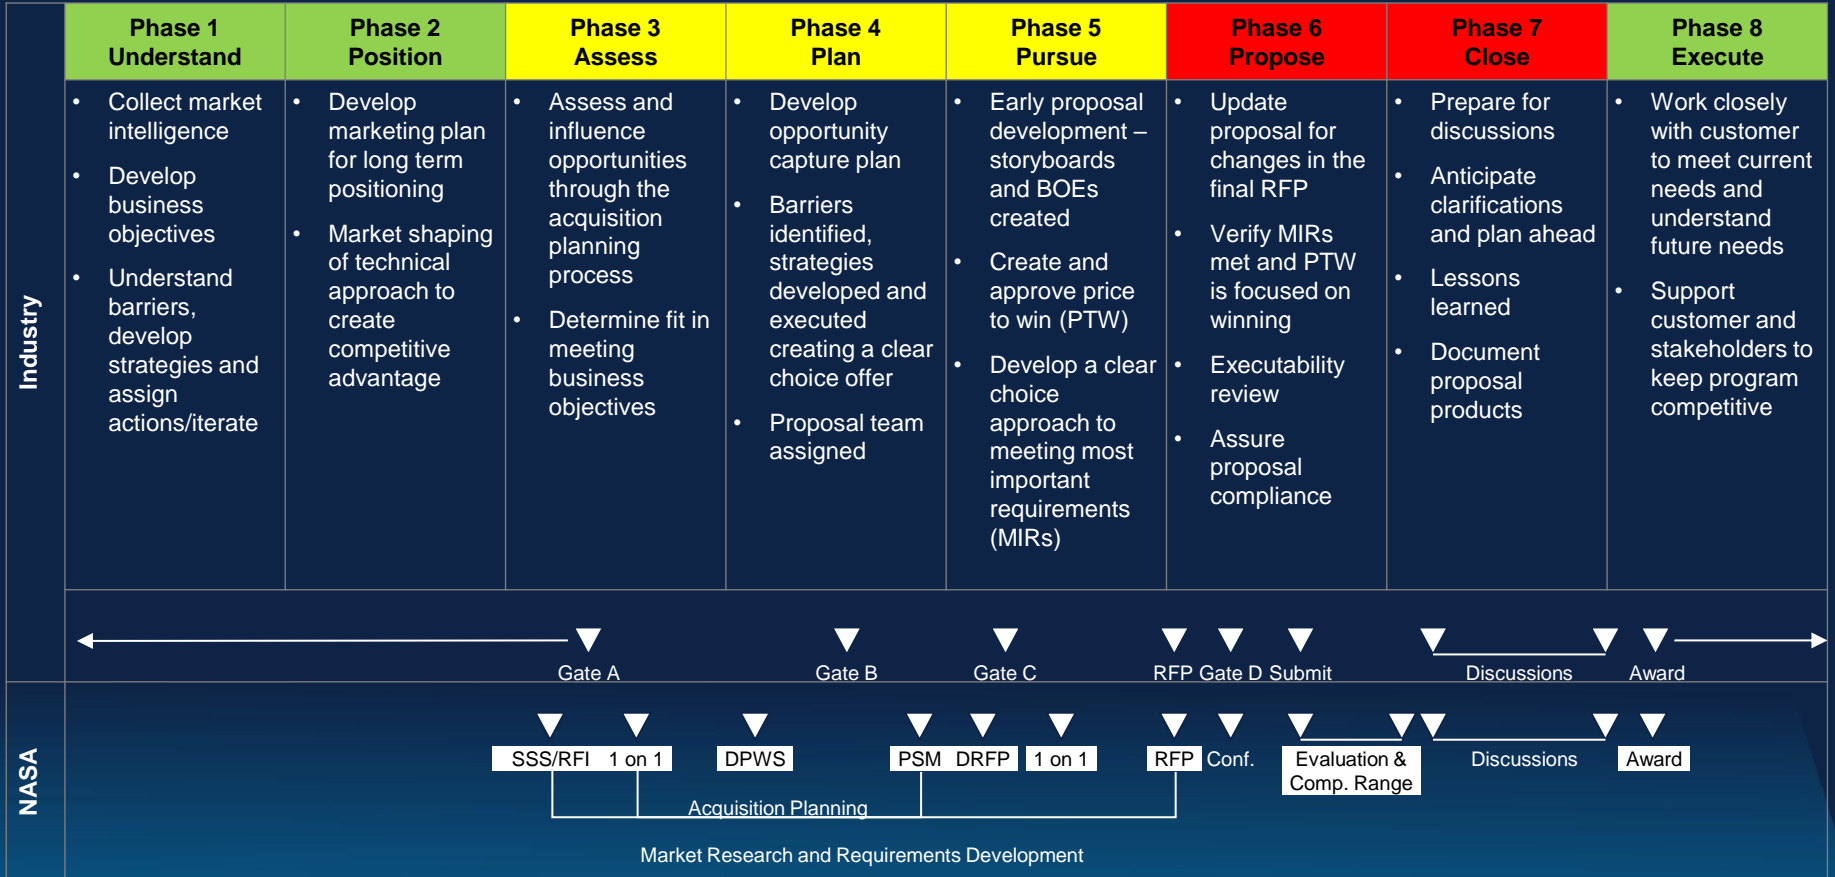 Phase 1
Understand
Phase 2
Position
Phase 3
Assess
Phase 4
Plan
Phase 5
Pursue
Phase 6
Propose
Phase 7
Close
Phase 8
Execute
Industry
• Collect market
intelligence
• Develop
business
objectives
• Understand
barriers,
develop
strategies and
assign
actions/iterate
• Develop
marketing plan
for long term
positioning
• Market shaping
of technical
approach to
create
competitive
advantage
• Assess and
influence
opportunities
through the
acquisition
planning
process
• Determine fit in
meeting
business
objectives
• Develop
opportunity
capture plan
• Barriers
identified,
strategies
developed and
executed
creating a clear
choice offer
• Proposal team
assigned
• Early proposal
development –
storyboards
and BOEs
created
• Create and
approve price
to win (PTW)
• Develop a clear
choice
approach to
meeting most
important
requirements
(MIRs)
• Update
proposal for
changes in the
final RFP
• Verify MIRs
met and PTW
is focused on
winning
• Executability
review
• Assure
proposal
compliance
• Prepare for
discussions
• Anticipate
clarifications
and plan ahead
• Lessons
learned
• Document
proposal
products
• Work closely
with customer
to meet current
needs and
understand
future needs
• Support
customer and
stakeholders to
keep program
competitive
Gate A
Gate B
Gate C
RFP
Gate D
Submit
Discussions
Award
NASA
SSS/RFI
1 on 1
DPWS
PSM
DRFP
1 on 1
RFP
Conf.
Evaluation &
Comp. Range
Discussions
Award
Acquisition Planning
Market Research and Requirements Development